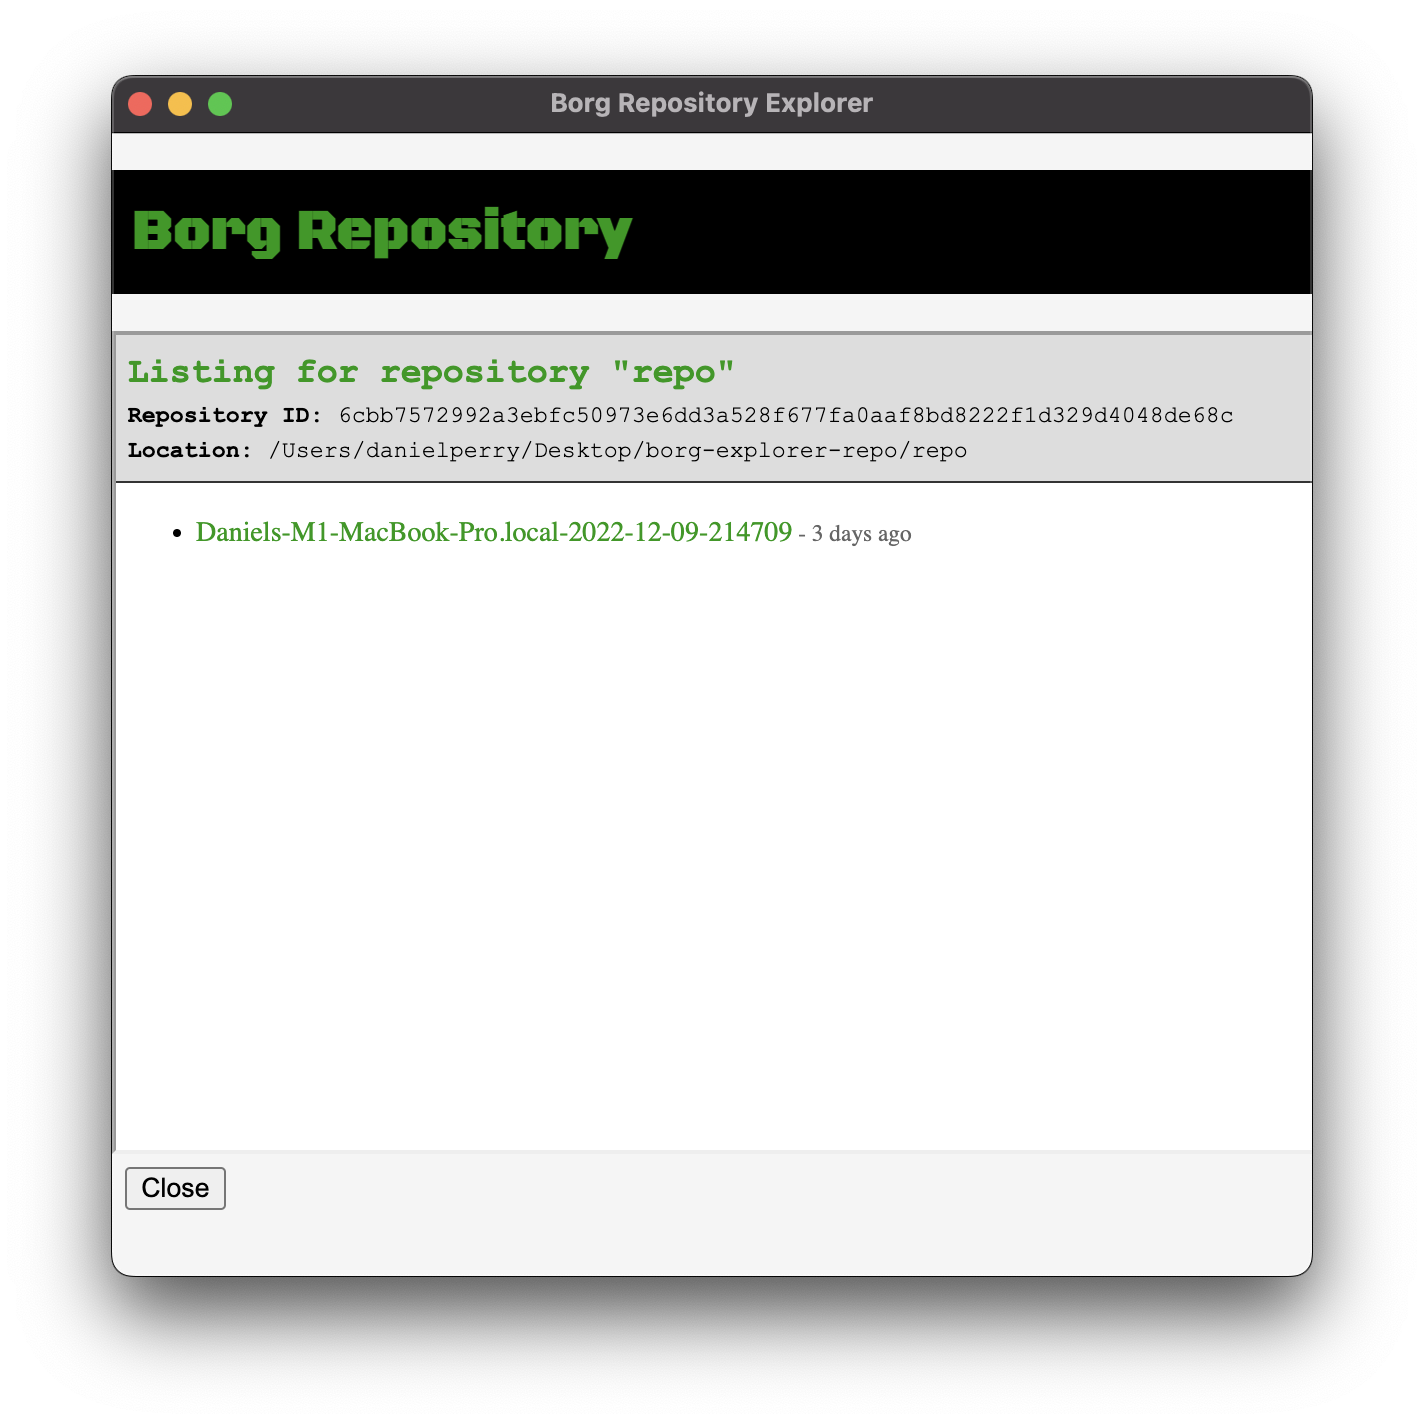 Borg Repository Explorer
Borg Repository
Listing for repository "repo"
Repository ID: 6cbb7572992a3ebfc50973e6dd3a528f677fa0aaf8bd8222f1d329d4048de68c
Location: /Users/danielperry/Desktop/borg-explorer-repo/repo
• Daniels-M1-MacBook-Pro.local-2022-12-09-214709 - 3 days ago
Close